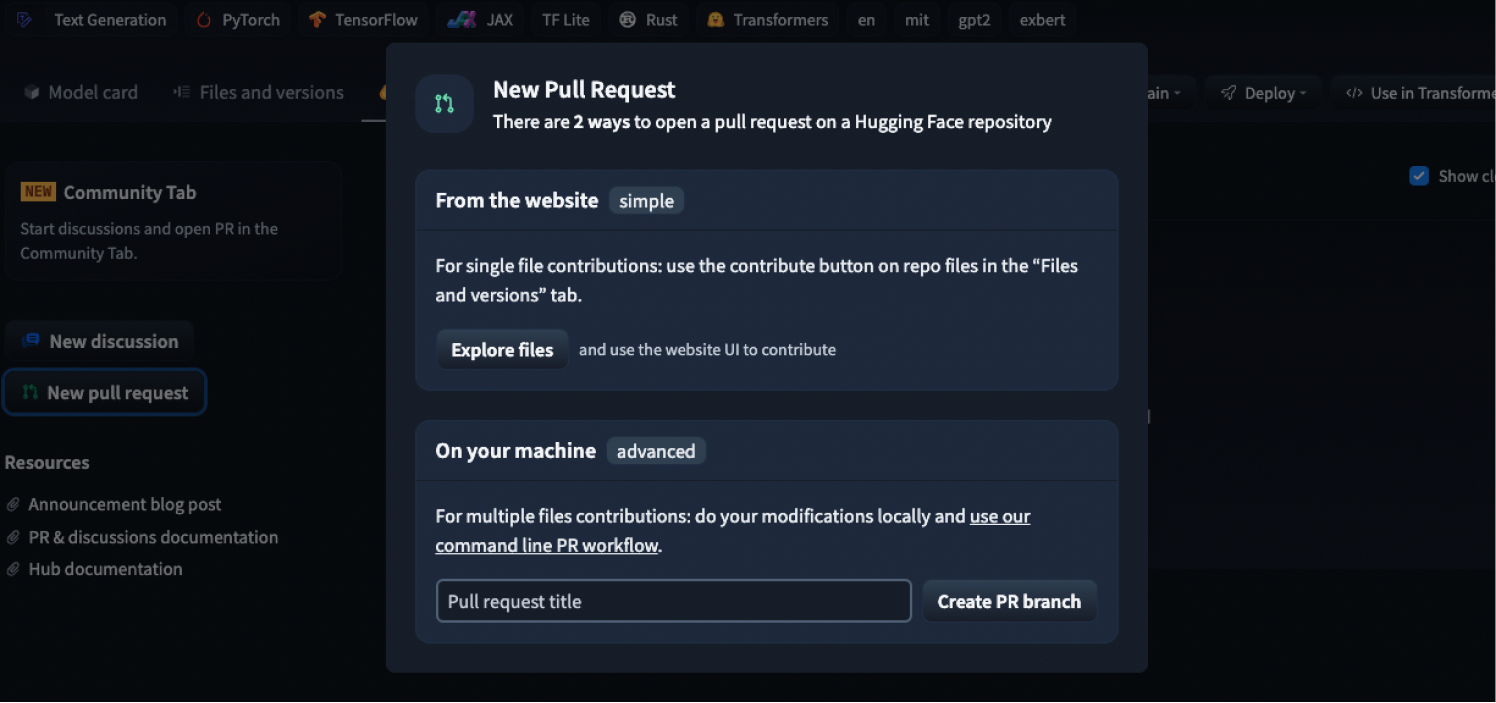 Text Generation PyTorch TensorFlow JAX TF Lite Rust Transformers en mit gpt2 exbert
Model card Files and versions
ain Deploy </> Use in Transforme
New Pull Request
There are 2 ways to open a pull request on a Hugging Face repository
NEW Community Tab
Start discussions and open PR in the
Community Tab.
Show cl
From the website simple
For single file contributions: use the contribute button on repo files in the “Files
and versions” tab.
Explore files and use the website UI to contribute
New discussion
New pull request
On your machine advanced
For multiple files contributions: do your modifications locally and use our
command line PR workflow.
Pull request title Create PR branch
Resources
Announcement blog post
PR & discussions documentation
Hub documentation